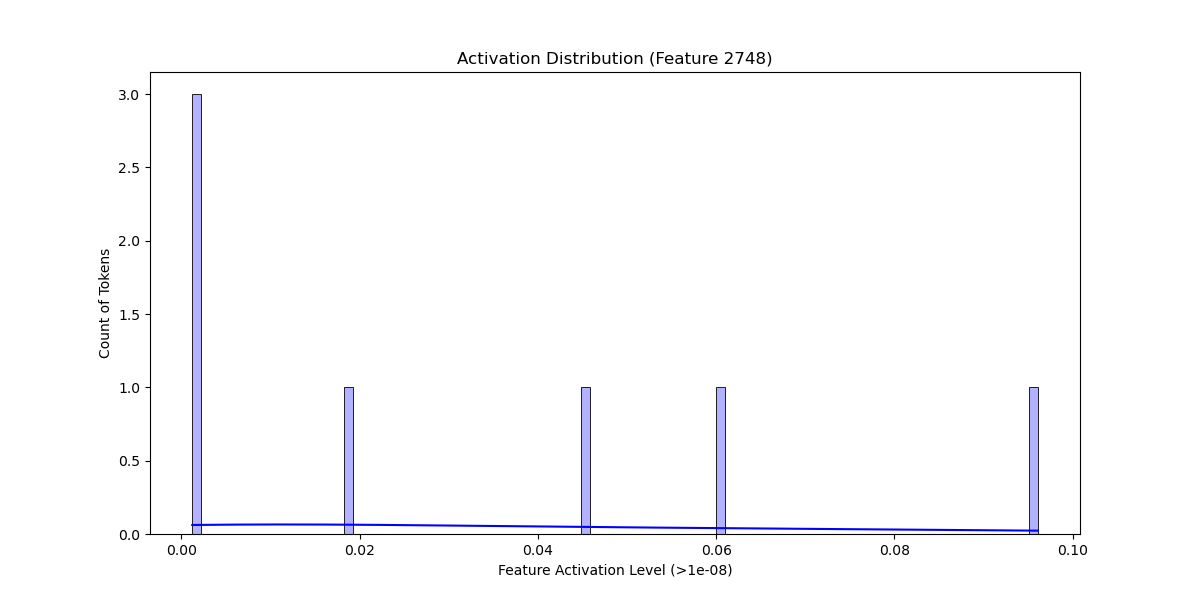 Activation Distribution (Feature 2748)
3.0
2.5
2.0
1.5
1.0
0.5
0.0
Count of Tokens
0.00 0.02 0.04 0.06 0.08 0.10
Feature Activation Level (>1e-08)